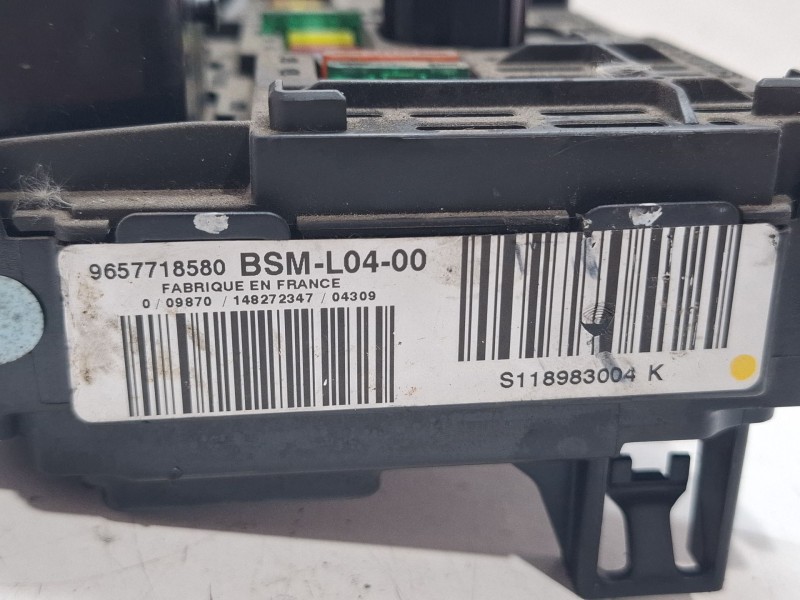 9657718580 BSM-L04-00
FABRIQUE EN FRANCE
0 / 09870 / 148272347 / 04309
S118983004 K